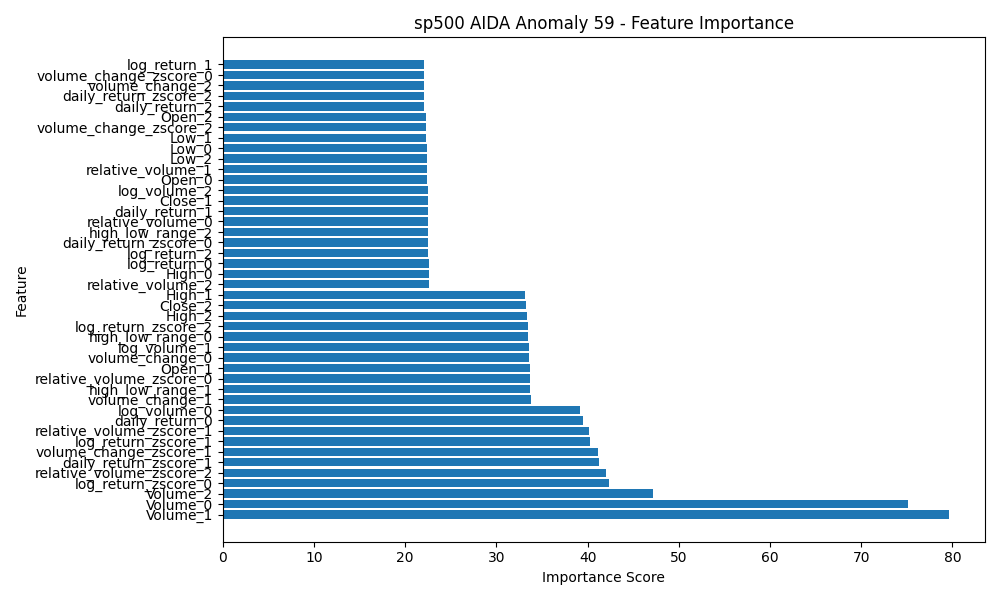 sp500 AIDA Anomaly 59 - Feature Importance
log_return_1
volume_change_zscore_0
volume_change_2
daily_return_zscore_2
daily_return_2
Open_2
volume_change_zscore_2
Low_1
Low_0
Low_2
relative_volume_1
Open_0
log_volume_2
Close_1
daily_return_1
relative_volume_0
high_low_range_2
daily_return_zscore_0
log_return_2
log_return_0
High_0
relative_volume_2
High_1
Close_2
High_2
log_return_zscore_2
high_low_range_0
log_volume_1
volume_change_0
Open_1
relative_volume_zscore_0
high_low_range_1
volume_change_1
log_volume_0
daily_return_0
relative_volume_zscore_1
log_return_zscore_1
volume_change_zscore_1
daily_return_zscore_1
relative_volume_zscore_2
log_return_zscore_0
Volume_2
Volume_0
Volume_1
Feature
0 10 20 30 40 50 60 70 80
Importance Score